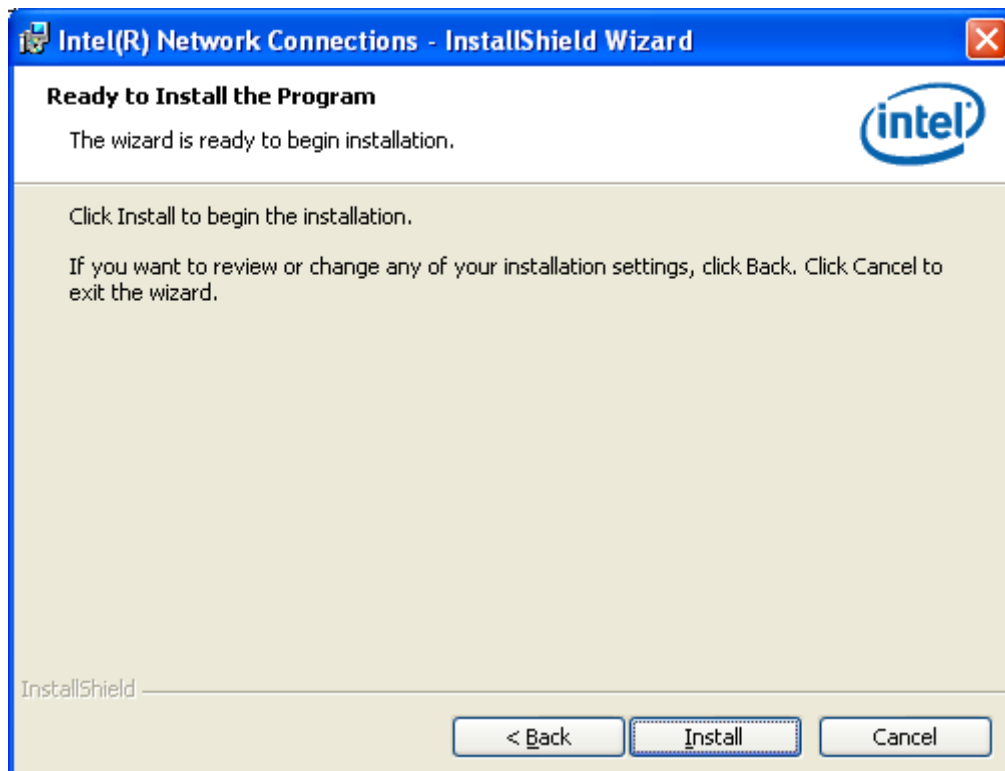 Intel(R) Network Connections - InstallShield Wizard
Ready to Install the Program
The wizard is ready to begin installation.
intel
Click Install to begin the installation.
If you want to review or change any of your installation settings, click Back. Click Cancel to
exit the wizard.
InstallShield
< Back
Install
Cancel